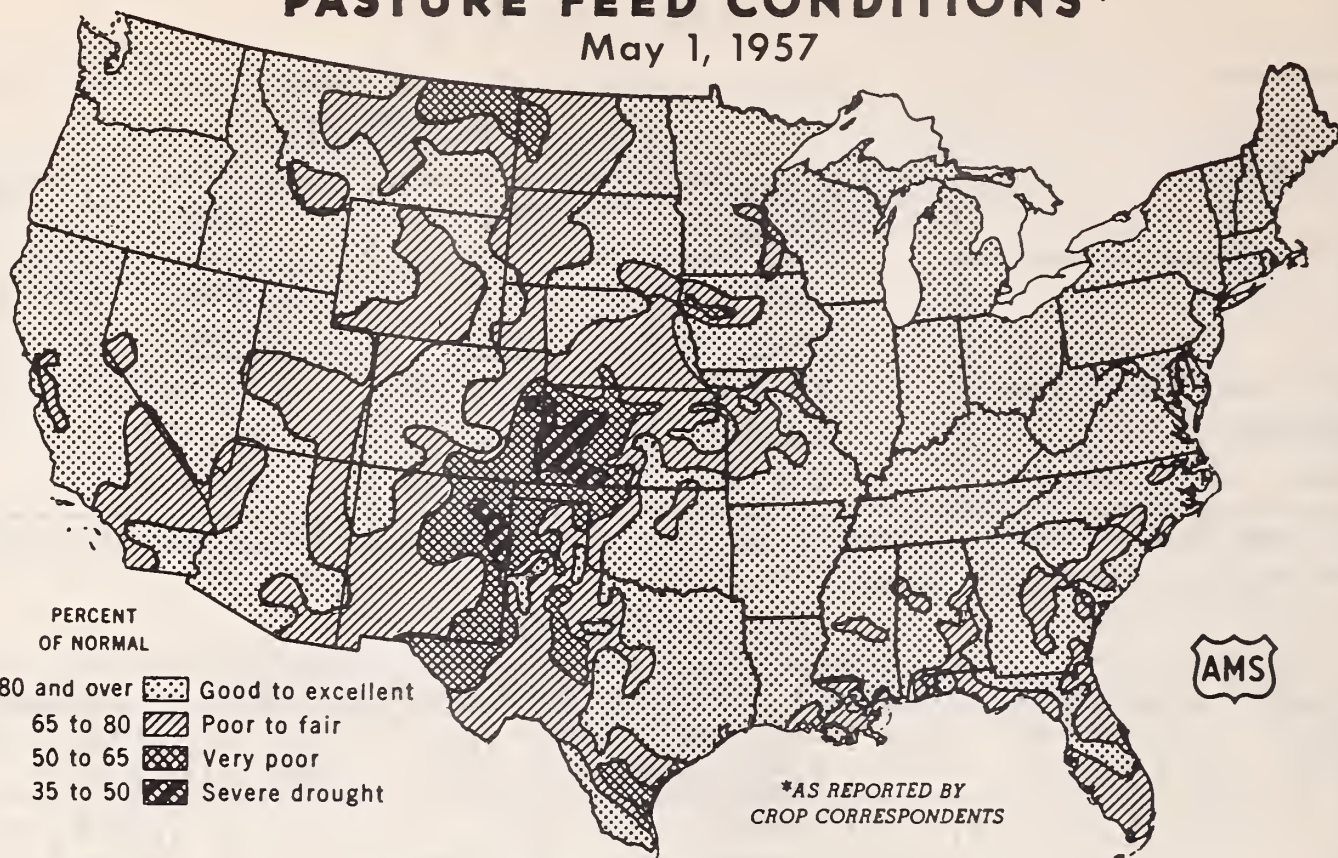 PASTURE FEED CONDITIONS*
May 1, 1957
PERCENT
OF NORMAL
80 and over Good to excellent
65 to 80 Poor to fair
50 to 65 Very poor
35 to 50 Severe drought
AMS
*AS REPORTED BY
CROP CORRESPONDENTS